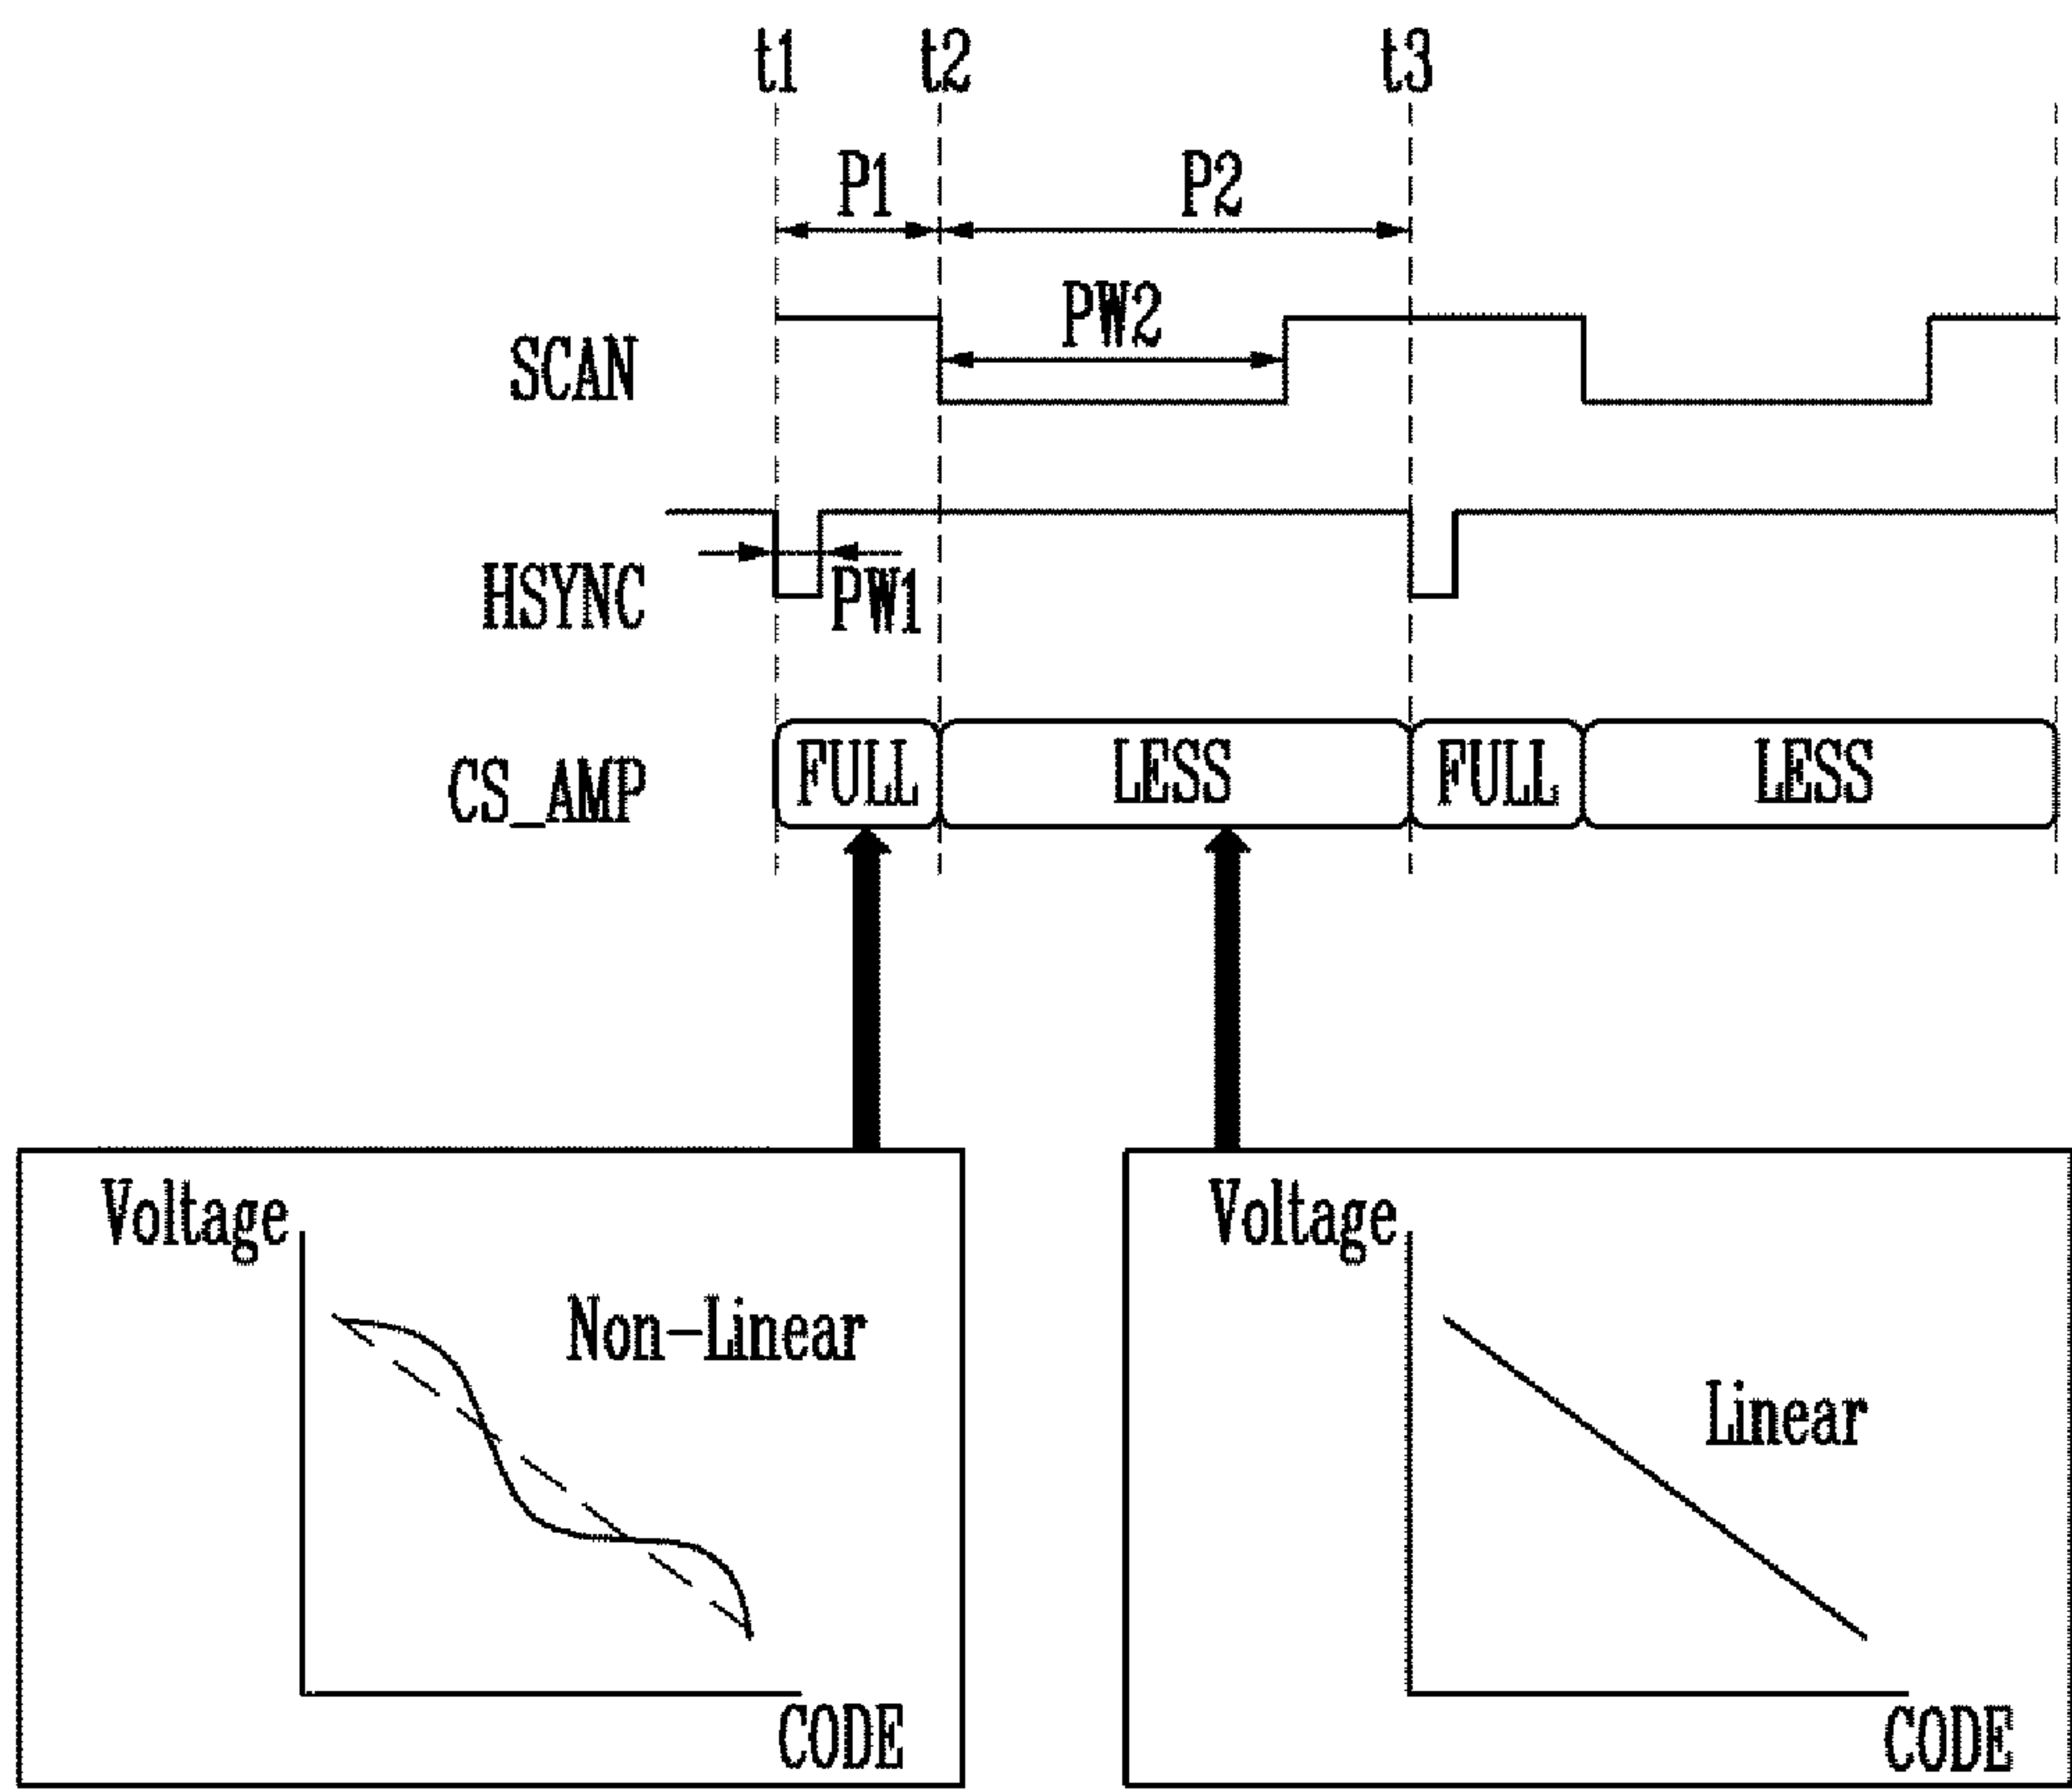 t1 t2 t3
P1 P2
PW2
SCAN
HSYNC PW1
CS_AMP FULL LESS FULL LESS
Voltage
Non-Linear
CODE
Voltage
Linear
CODE